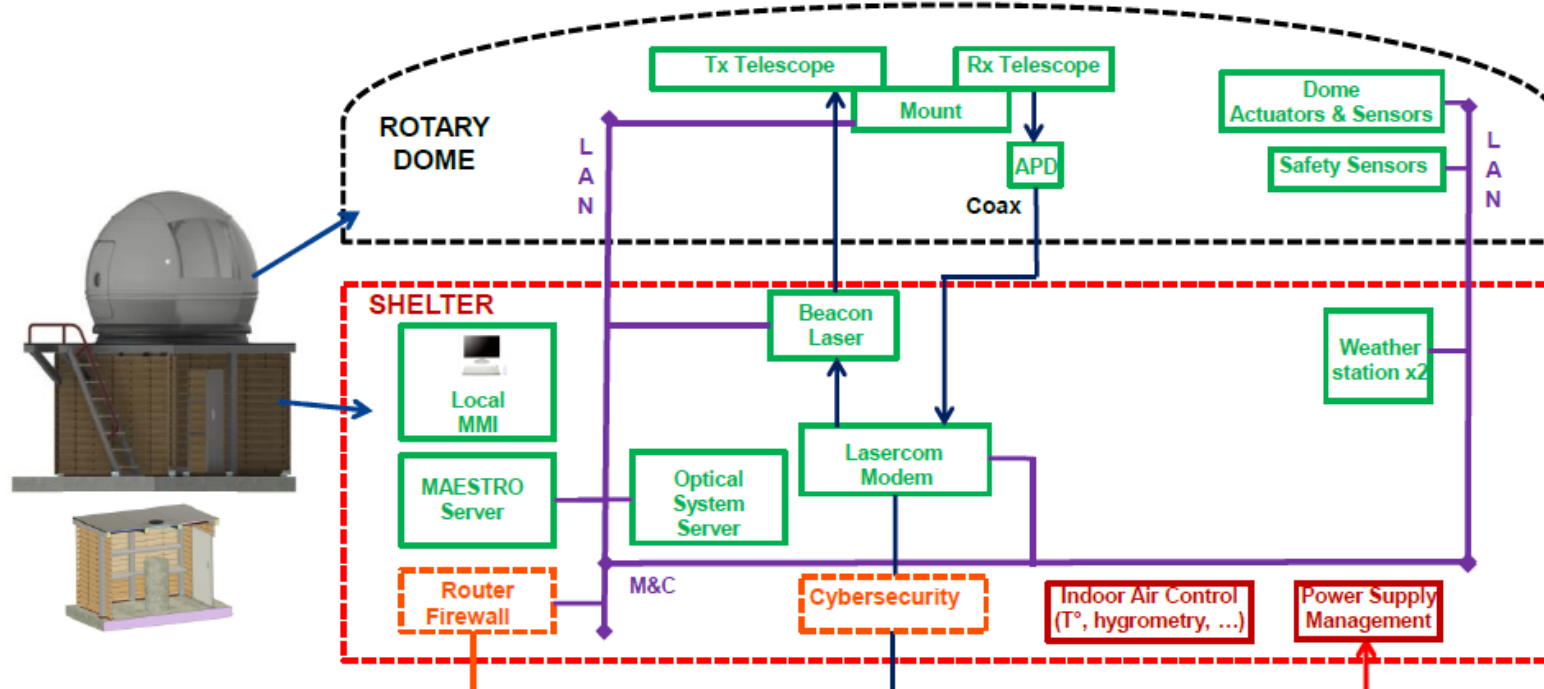 Tx Telescope
Rx Telescope
Mount
Dome
Actuators & Sensors
ROTARY
DOME
L
A
N
APD
Safety Sensors
L
A
N
Coax
SHELTER
Beacon
Laser
Local
MMI
Weather
station x2
Lasercom
Modem
MAESTRO
Server
Optical
System
Server
M&C
Router
Firewall
Cybersecurity
Indoor Air Control
(T°, hygrometry, ...)
Power Supply
Management